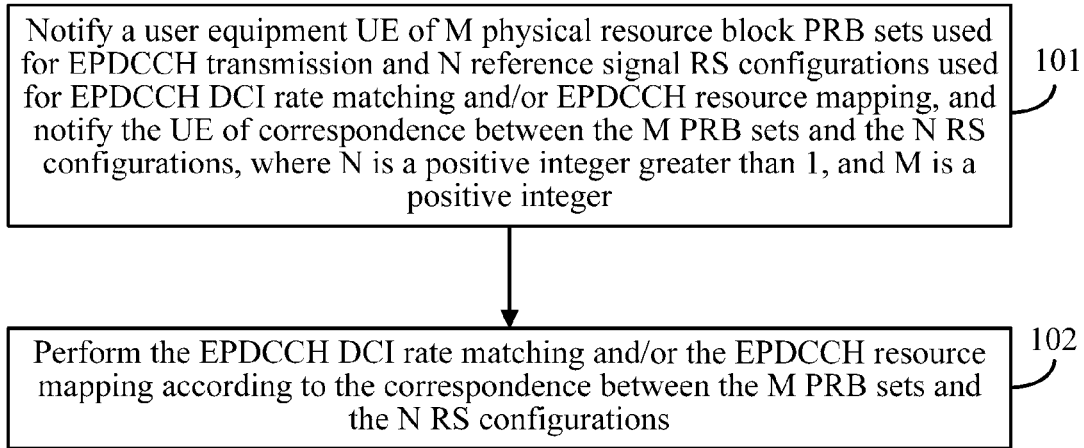 Notify a user equipment UE of M physical resource block PRB sets used
for EPDCCH transmission and N reference signal RS configurations used
for EPDCCH DCI rate matching and/or EPDCCH resource mapping, and
notify the UE of correspondence between the M PRB sets and the N RS
configurations, where N is a positive integer greater than 1, and M is a
positive integer
101
Perform the EPDCCH DCI rate matching and/or the EPDCCH resource
mapping according to the correspondence between the M PRB sets and
the N RS configurations
102